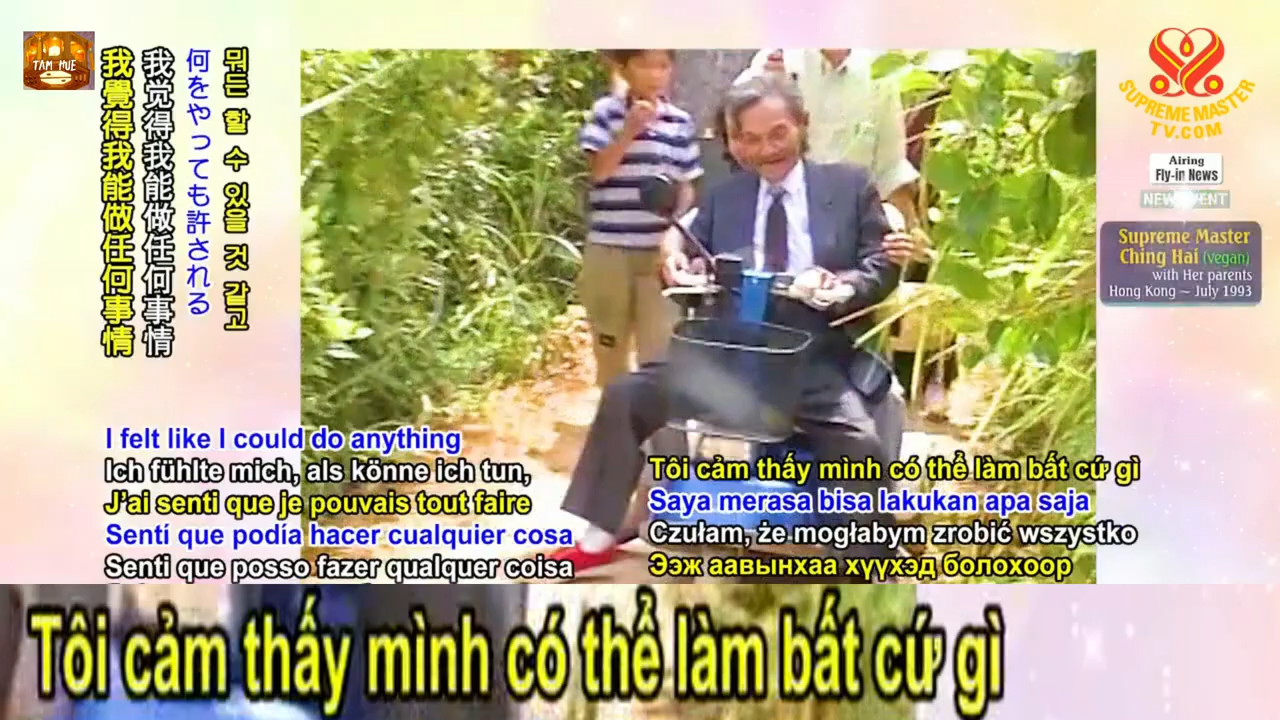 TAM HUE
我覺得我能做任何事情
我觉得我能做任何事情
何をやっても許される
뭐든 할 수 있을 것 같고
SUPREME MASTER
TV.COM
Airing
Fly-in News
Supreme Master
Ching Hai (vegan)
with Her parents
Hong Kong ~ July 1993
I felt like I could do anything
Ich fühlte mich, als könne ich tun,
J'ai senti que je pouvais tout faire
Sentí que podía hacer cualquier cosa
Senti que posso fazer qualquer coisa
Tôi cảm thấy mình có thể làm bất cứ gì
Saya merasa bisa lakukan apa saja
Czułam, że mogłabym zrobić wszystko
Ээж аавынхаа хүүхэд болохоор
Tôi cảm thấy mình có thể làm bất cứ gì